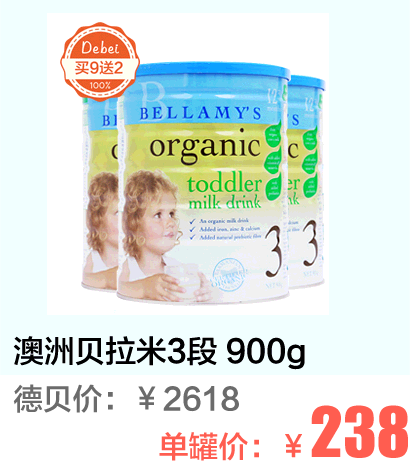 Debei
买9送2
100%
BELLAMY'S
organic
toddler
milk drink
An organic milk drink
Added iron, zinc & calcium
Added natural prebiotic fibre
3
3
澳洲贝拉米3段 900g
德贝价：￥2618
单罐价：￥238